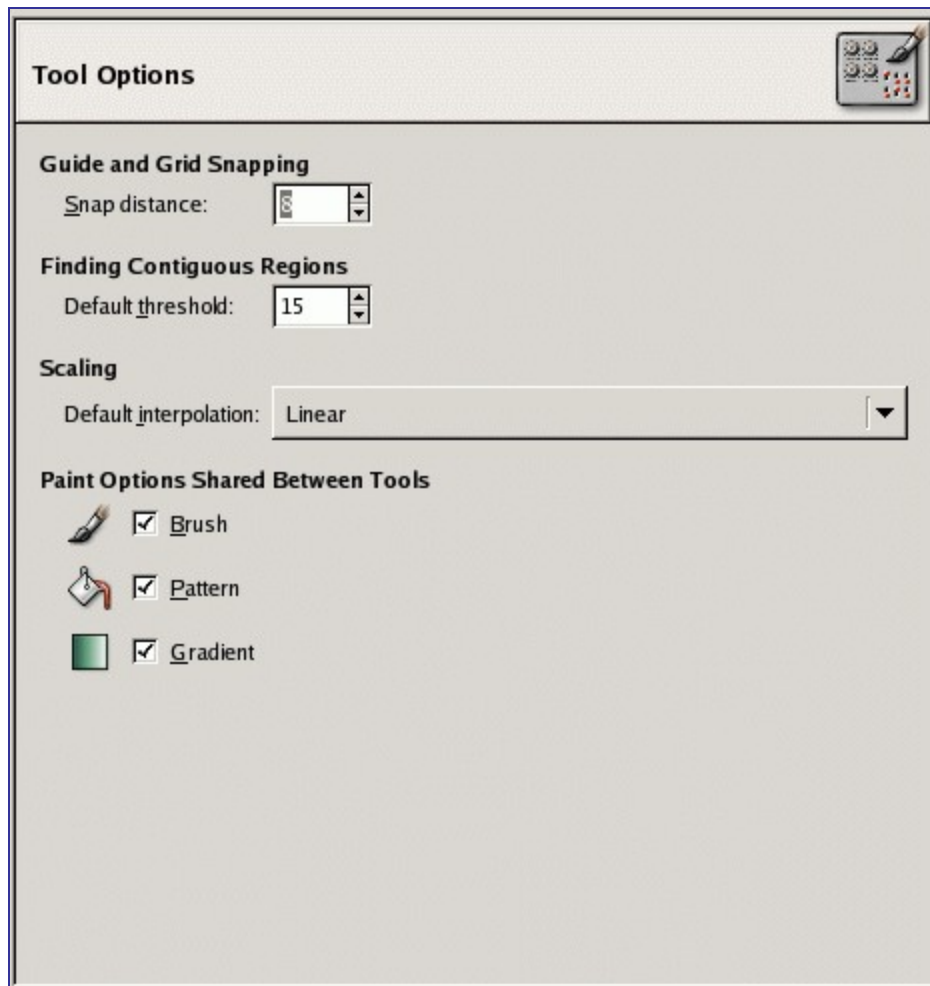 Tool Options
Guide and Grid Snapping
Snap distance: 8
Finding Contiguous Regions
Default threshold: 15
Scaling
Default interpolation: Linear
Paint Options Shared Between Tools
Brush
Pattern
Gradient